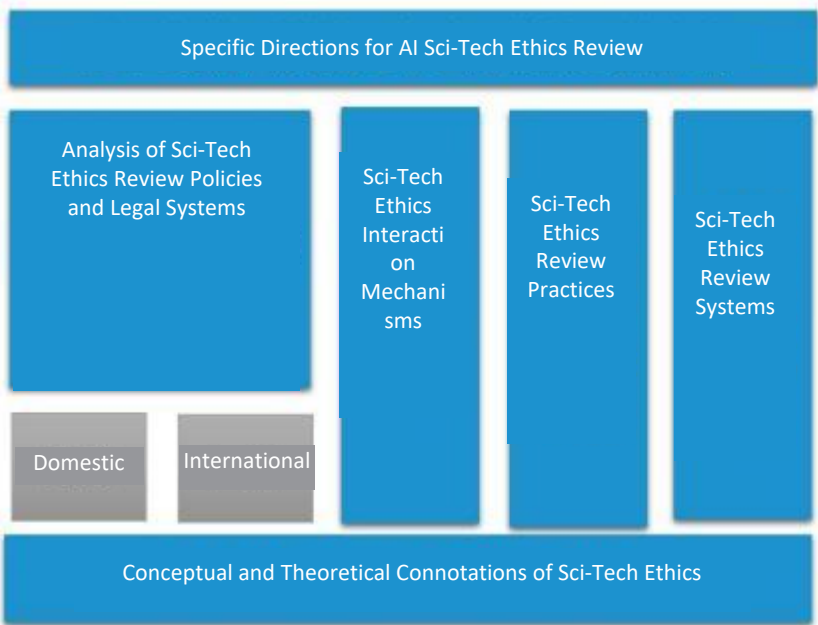 Specific Directions for AI Sci-Tech Ethics Review
Analysis of Sci-Tech
Ethics Review Policies
and Legal Systems
Sci-Tech
Ethics
Interacti
on
Mechani
sms
Sci-Tech
Ethics
Review
Practices
Sci-Tech
Ethics
Review
Systems
Domestic
International
Conceptual and Theoretical Connotations of Sci-Tech Ethics